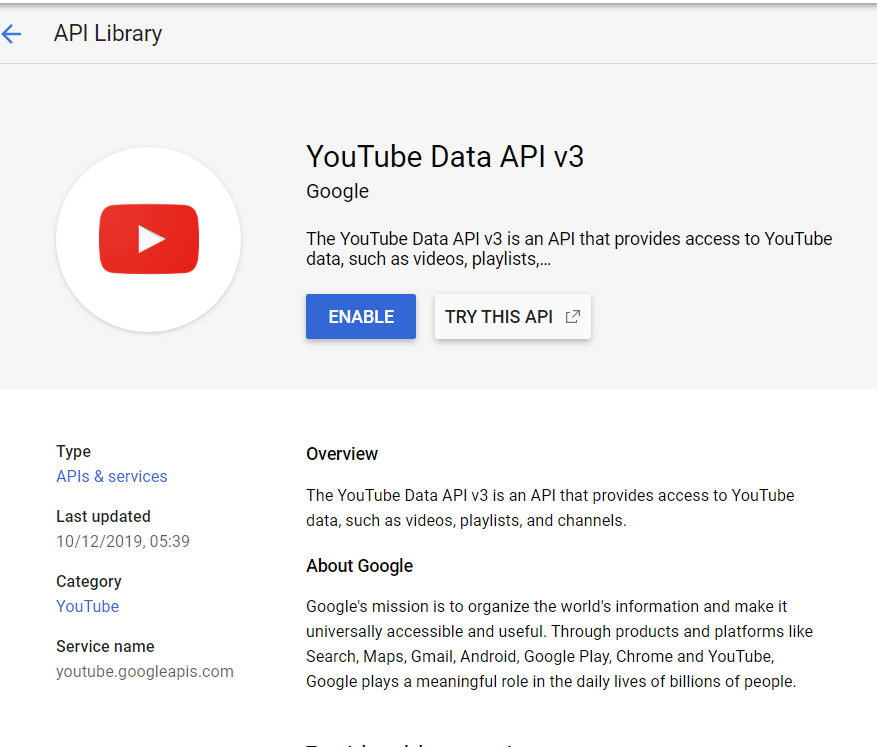 API Library
YouTube Data API v3
Google
The YouTube Data API v3 is an API that provides access to YouTube
data, such as videos, playlists,...
ENABLE
TRY THIS API
Type
APIs & services
Last updated
10/12/2019, 05:39
Category
YouTube
Service name
youtube.googleapis.com
Overview
The YouTube Data API v3 is an API that provides access to YouTube
data, such as videos, playlists, and channels.
About Google
Google's mission is to organize the world's information and make it
universally accessible and useful. Through products and platforms like
Search, Maps, Gmail, Android, Google Play, Chrome and YouTube,
Google plays a meaningful role in the daily lives of billions of people.